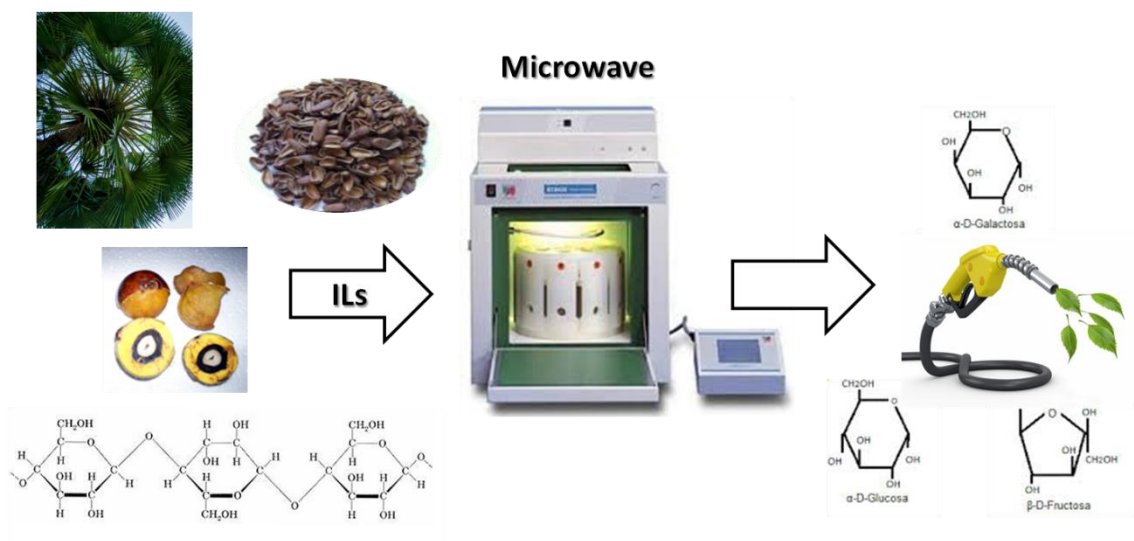 Microwave
ILs
CH₂OH
O
OH
OH
OH
OH
α-D-Galactosa
CH₂OH H OH CH₂OH
H O O H H O
H H H H H O
O OH H OH H O OH H
H H H
H OH CH₂OH O H OH
CH₂OH
O
OH
OH OH
OH
α-D-Glucosa
O OH
OH CH₂OH
OH
β-D-Fructosa